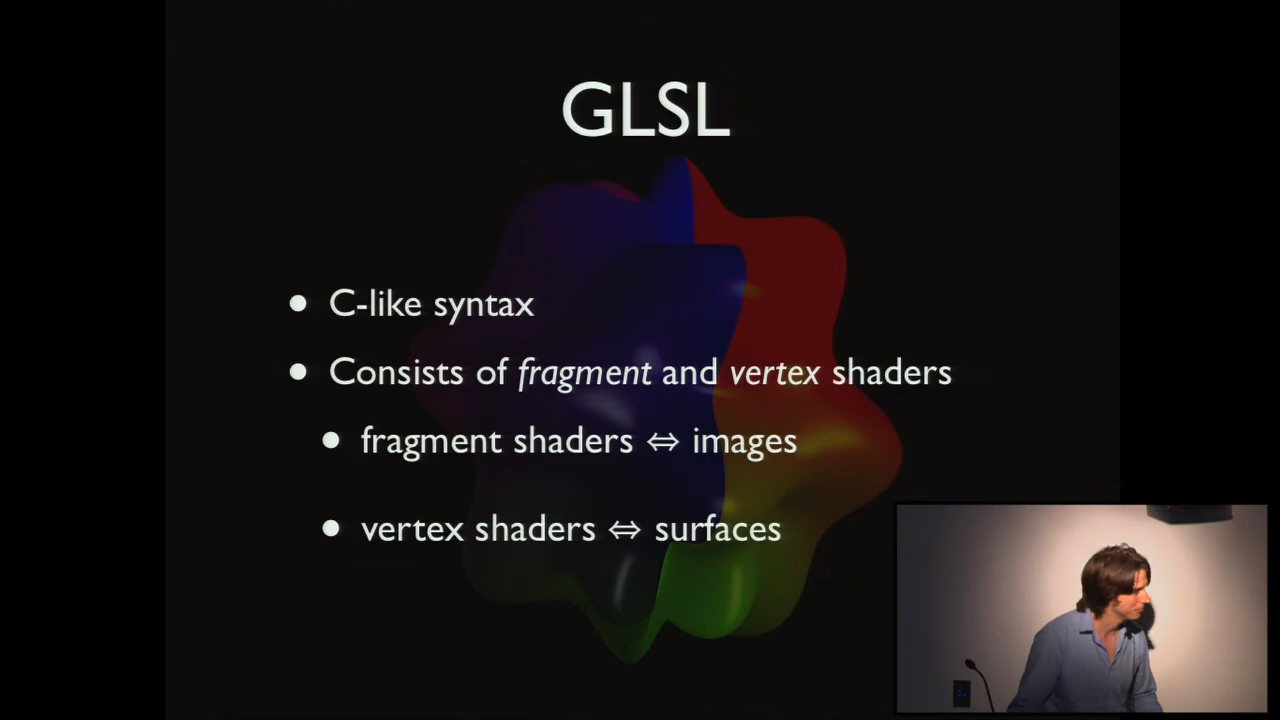 GLSL
• C-like syntax
• Consists of fragment and vertex shaders
• fragment shaders ⇔ images
• vertex shaders ⇔ surfaces